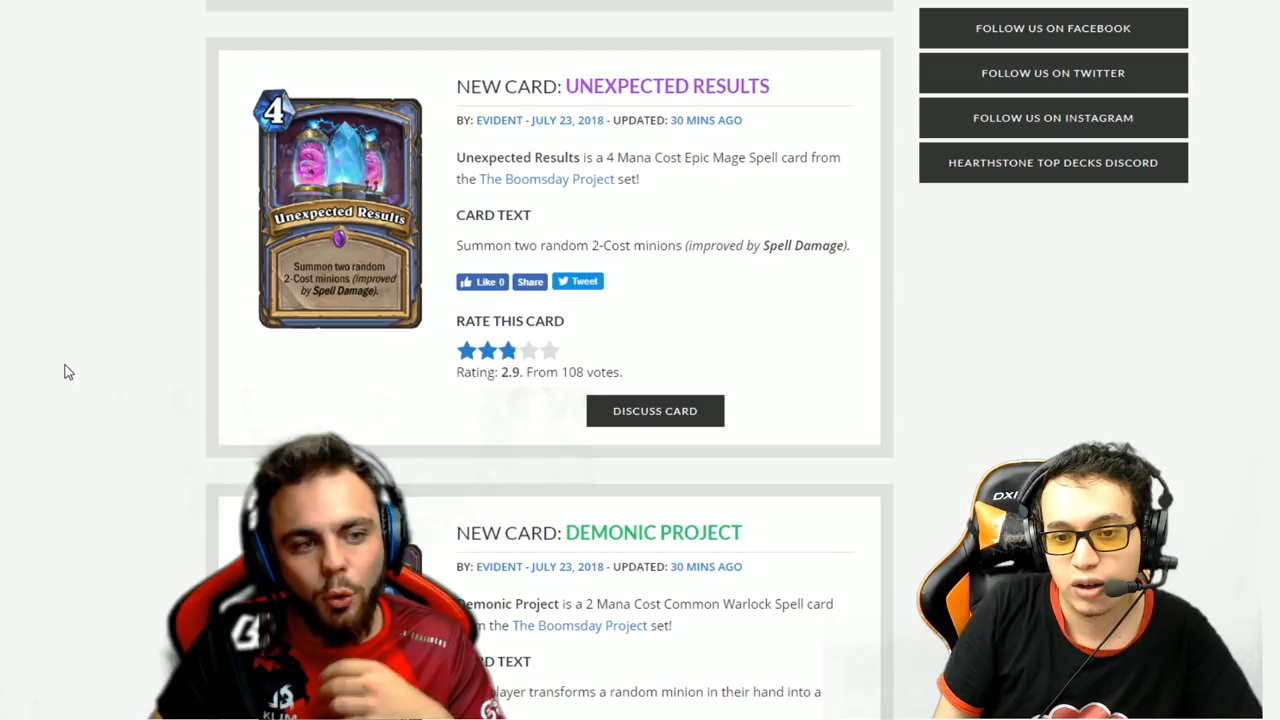 FOLLOW US ON FACEBOOK
FOLLOW US ON TWITTER
FOLLOW US ON INSTAGRAM
HEARTHSTONE TOP DECKS DISCORD
4
Unexpected Results
Summon two random
2-Cost minions (improved
by Spell Damage).
NEW CARD: UNEXPECTED RESULTS
BY: EVIDENT - JULY 23, 2018 - UPDATED: 30 MINS AGO
Unexpected Results is a 4 Mana Cost Epic Mage Spell card from
the The Boomsday Project set!
CARD TEXT
Summon two random 2-Cost minions (improved by Spell Damage).
Like 0 Share Tweet
RATE THIS CARD
Rating: 2.9. From 108 votes.
DISCUSS CARD
NEW CARD: DEMONIC PROJECT
BY: EVIDENT - JULY 23, 2018 - UPDATED: 30 MINS AGO
Demonic Project is a 2 Mana Cost Common Warlock Spell card
the The Boomsday Project set!
TEXT
player transforms a random minion in their hand into a